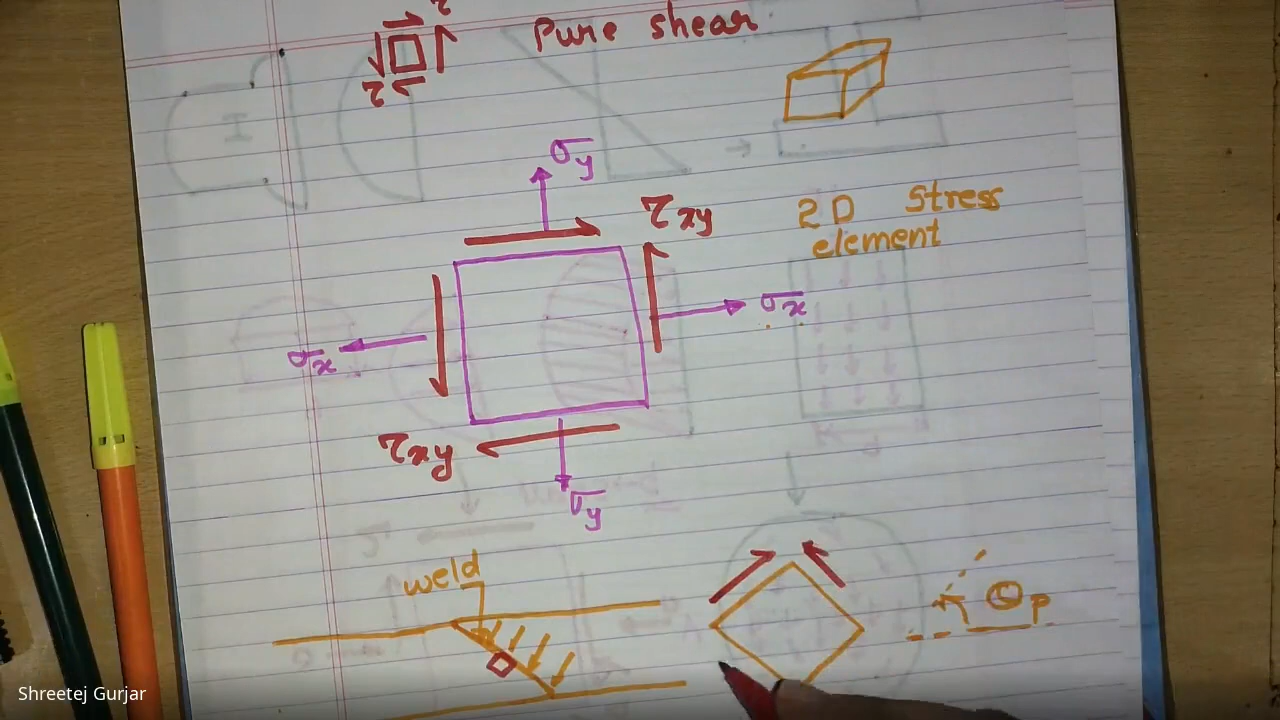 τ
Pure shear
τ
σy
τxy
2D stress
element
σx
σx
τxy
σy
weld
Θp
Shreetej Gurjar